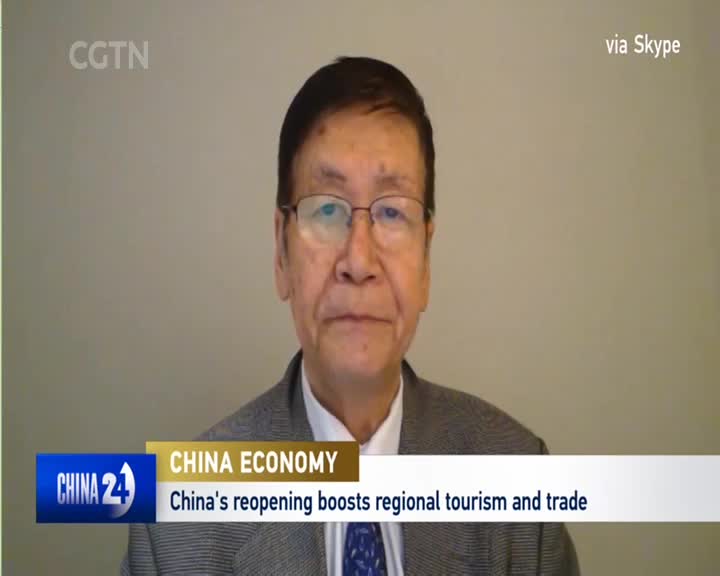 CGTN
via Skype
CHINA ECONOMY
CHINA 24
China's reopening boosts regional tourism and trade